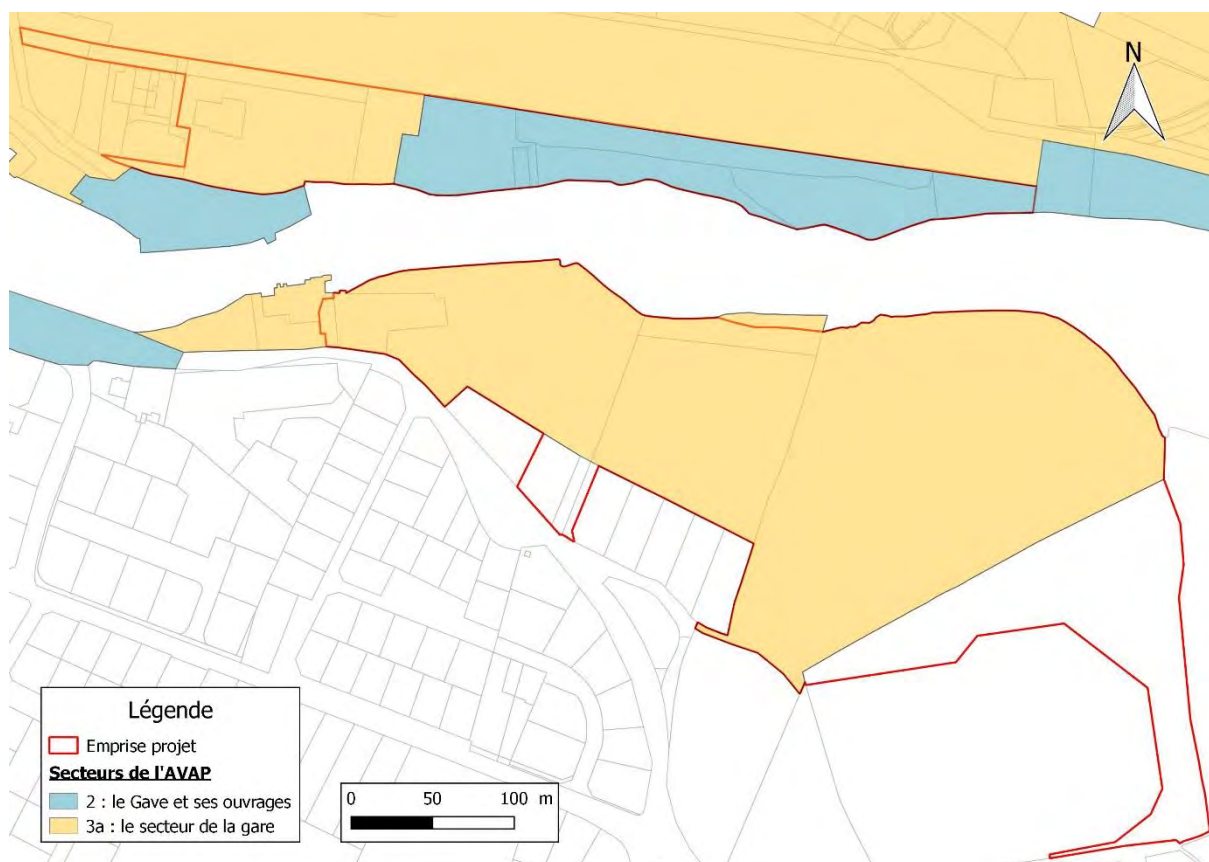 N
Légende
Emprise projet
Secteurs de l'AVAP
2 : le Gave et ses ouvrages
3a : le secteur de la gare
0 50 100 m